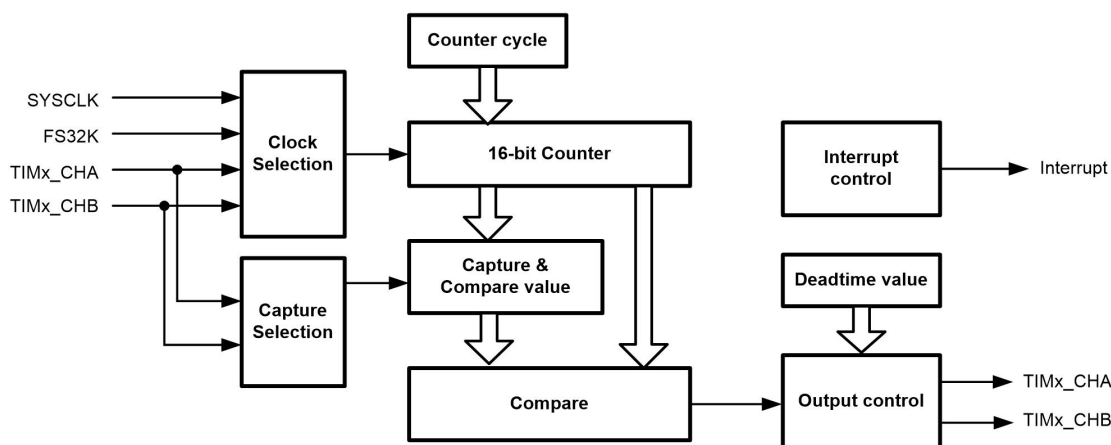 Counter cycle
SYSCLK
FS32K
TIMx_CHA
TIMx_CHB
Clock
Selection
16-bit Counter
Interrupt
control
Interrupt
Capture &
Compare value
Capture
Selection
Deadtime value
Compare
Output control
TIMx_CHA
TIMx_CHB